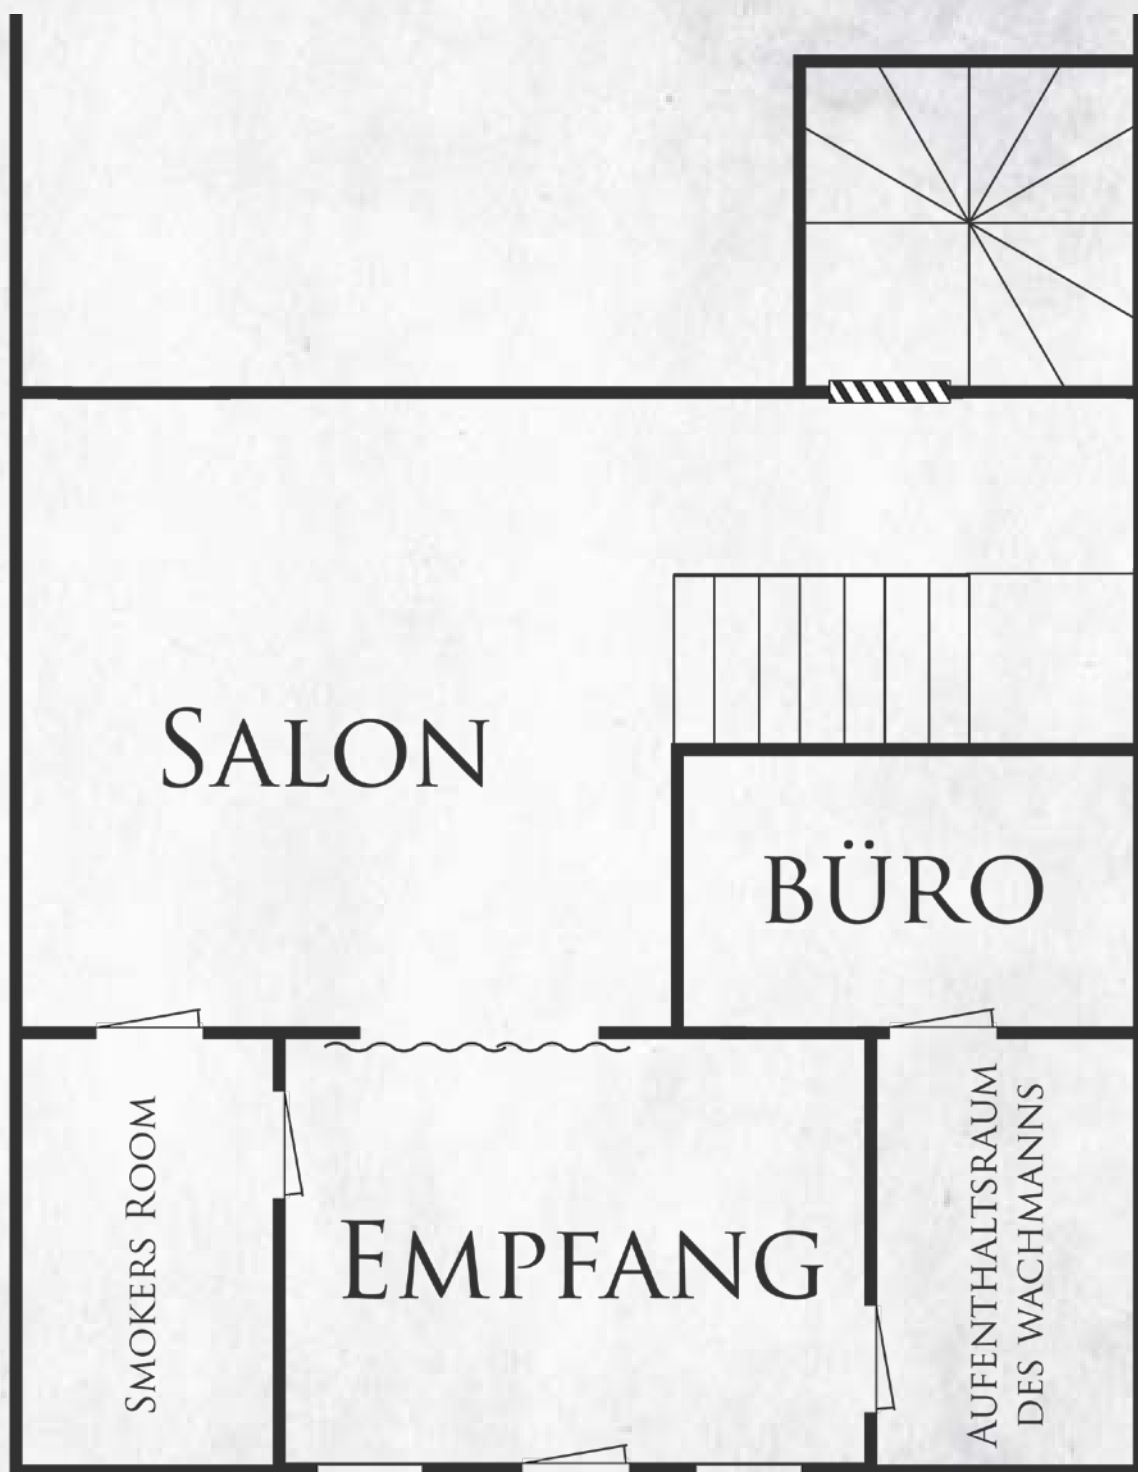 Salon
BÜRO
Smokers Room
Empfang
AUFENTHALTSRAUM
DES WACHMANNS